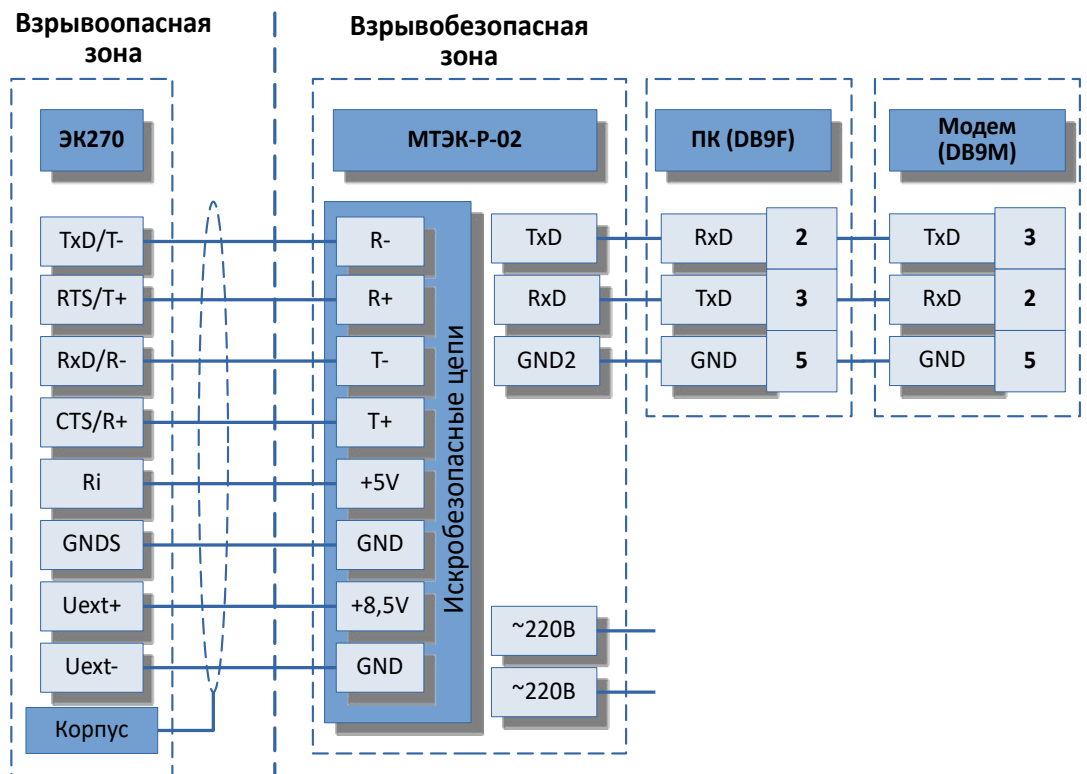 Взрывоопасная
зона
Взрывобезопасная
зона
ЭК270
МТЭК-Р-02
ПК (DB9F)
Модем
(DB9M)
TxD/T-
R-
TxD
RxD
2
TxD
3
RTS/T+
R+
RxD
TxD
3
RxD
2
RxD/R-
T-
GND2
GND
5
GND
5
CTS/R+
T+
Ri
+5V
GNDS
GND
Uext+
+8,5V
~220В
Uext-
GND
~220В
Искробезопасные цепи
Корпус